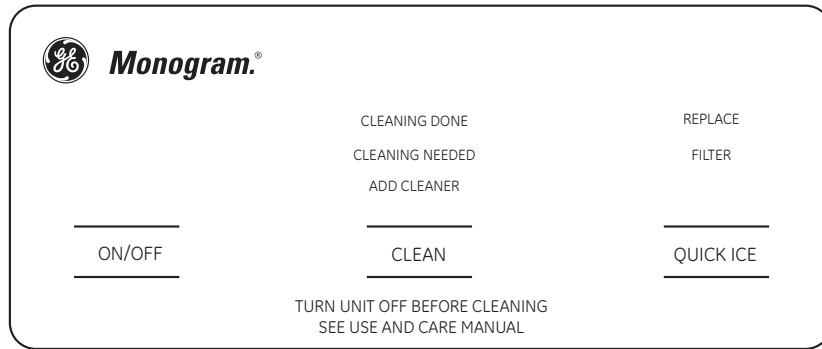 GE Monogram.®
CLEANING DONE
CLEANING NEEDED
ADD CLEANER
REPLACE
FILTER
ON/OFF
CLEAN
QUICK ICE
TURN UNIT OFF BEFORE CLEANING
SEE USE AND CARE MANUAL